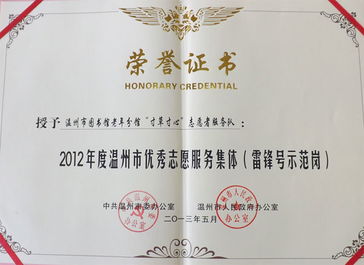 荣誉证书
HONORARY CREDENTIAL
授予 温州市图书馆老年分馆“寸草寸心”志愿者服务队：
2012年度温州市优秀志愿服务集体（雷锋号示范岗）
中共温州市委办公室 温州市人民政府办公室
二〇一三年五月